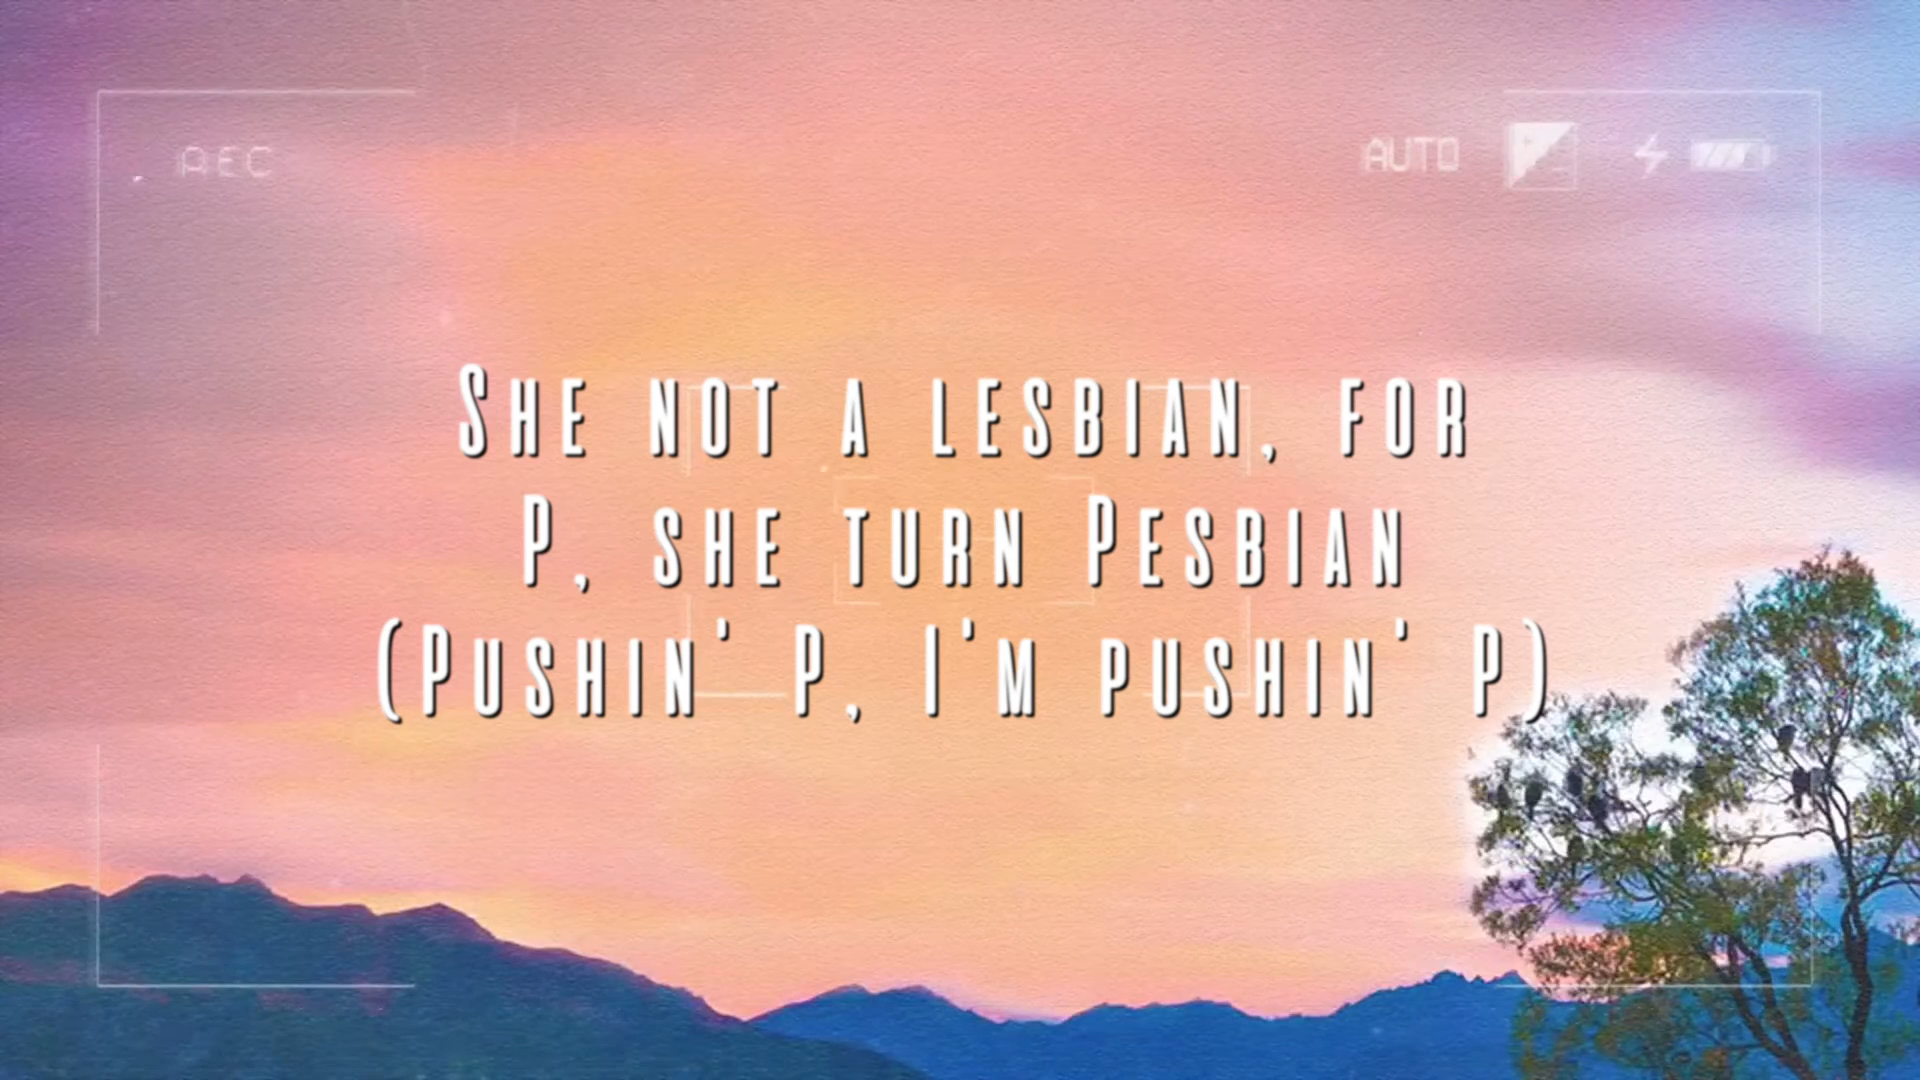 REC
AUTO
She not a lesbian, for
P, she turn Pesbian
(Pushin' P, I'm pushin' P)